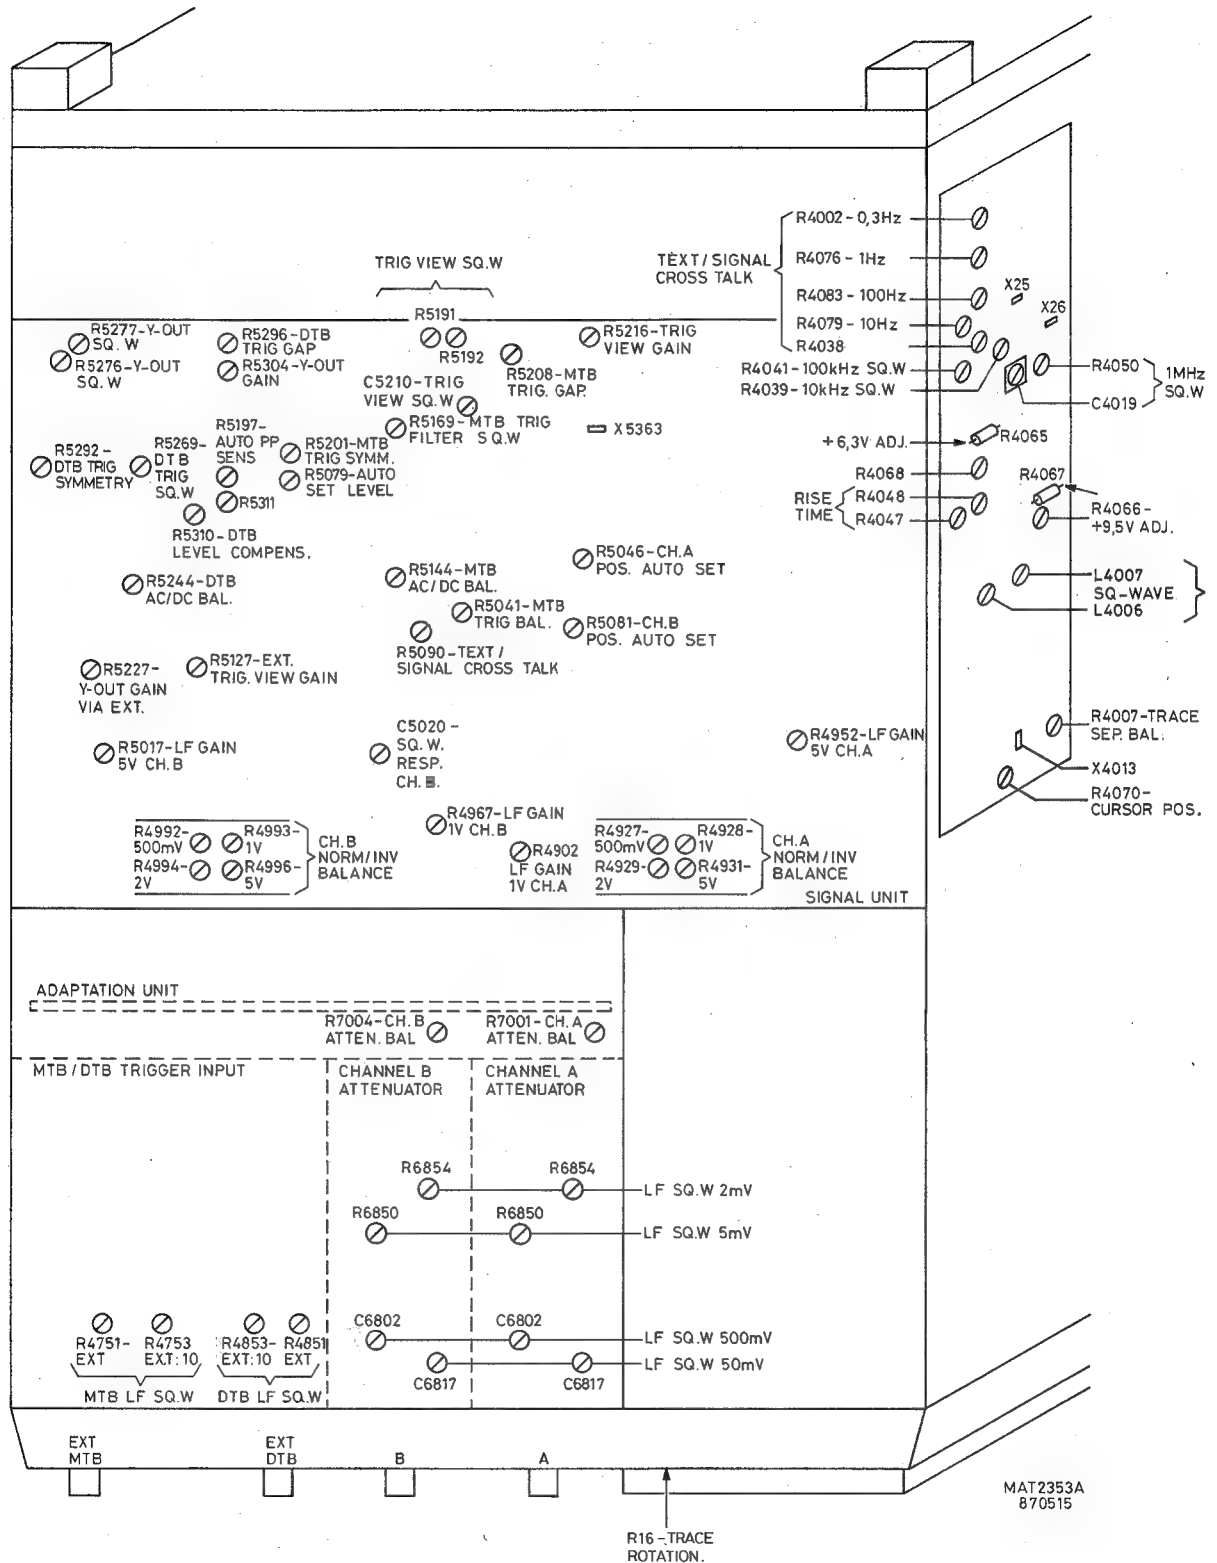 R4002-0,3Hz
TEXT/SIGNAL
CROSS TALK
R4076-1Hz
R4083-100Hz
R4079-10Hz
R4038
R4041-100kHz SQ.W
R4039-10kHz SQ.W
X25
X26
R4050
C4019
1MHz
SQ.W
TRIG VIEW SQ.W
R5191
R5192
R5277-Y-OUT
SQ.W
R5276-Y-OUT
SQ.W
R5296-DTB
TRIG GAP
R5304-Y-OUT
GAIN
R5216-TRIG
VIEW GAIN
R5208-MTB
TRIG GAP.
C5210-TRIG
VIEW SQ.W
R5169-MTB TRIG
FILTER SQ.W
X5363
R5197-
AUTO PP
SENS
R5201-MTB
TRIG SYMM.
R5079-AUTO
SET LEVEL
R5292-
DTB TRIG
SYMMETRY
R5269-
DTB
TRIG
SQ.W
R5311
R5310-DTB
LEVEL COMPENS.
+6,3V ADJ.
R4065
R4068
R4067
RISE
TIME
R4048
R4047
R4066-
+9,5V ADJ.
R5046-CH.A
POS. AUTO SET
R5244-DTB
AC/DC BAL.
R5144-MTB
AC/DC BAL.
R5041-MTB
TRIG BAL.
R5081-CH.B
POS. AUTO SET
R5090-TEXT/
SIGNAL CROSS TALK
L4007
SQ-WAVE
L4006
R5227-
Y-OUT GAIN
VIA EXT.
R5127-EXT.
TRIG. VIEW GAIN
R5017-LF GAIN
5V CH.B
C5020-
SQ.W.
RESP.
CH.B.
R4952-LF GAIN
5V CH.A
R4007-TRACE
SEP. BAL.
X4013
R4070-
CURSOR POS.
R4992-
500mV
R4993-
1V
R4994-
2V
R4996-
5V
CH.B
NORM/INV
BALANCE
R4967-LF GAIN
1V CH.B
R4902
LF GAIN
1V CH.A
R4927-
500mV
R4928-
1V
R4929-
2V
R4931-
5V
CH.A
NORM/INV
BALANCE
SIGNAL UNIT
ADAPTATION UNIT
R7004-CH.B
ATTEN. BAL
R7001-CH.A
ATTEN. BAL
MTB/DTB TRIGGER INPUT
CHANNEL B
ATTENUATOR
CHANNEL A
ATTENUATOR
R6854 R6854
LF SQ.W 2mV
R6850 R6850
LF SQ.W 5mV
C6802 C6802
LF SQ.W 500mV
LF SQ.W 50mV
C6817 C6817
R4751-
EXT
R4753
EXT:10
R4853-
EXT:10
R4851
EXT
MTB LF SQ.W DTB LF SQ.W
EXT
MTB
EXT
DTB
B
A
MAT2353A
870515
R16-TRACE
ROTATION.